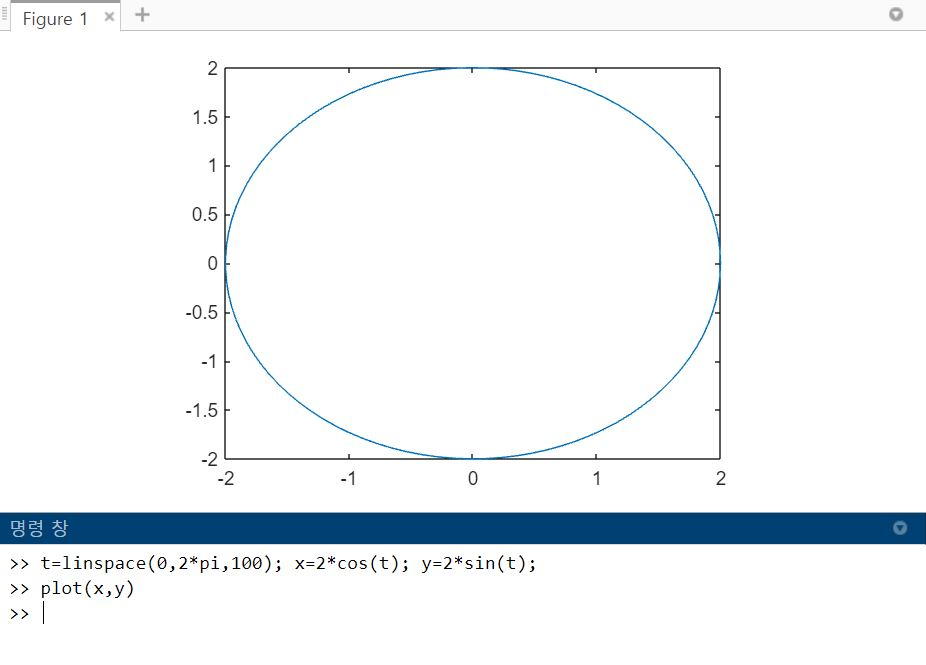 Figure 1
2
1.5
1
0.5
0
-0.5
-1
-1.5
-2
-2 -1 0 1 2
명령 창
>> t=linspace(0,2*pi,100); x=2*cos(t); y=2*sin(t);
>> plot(x,y)
>>